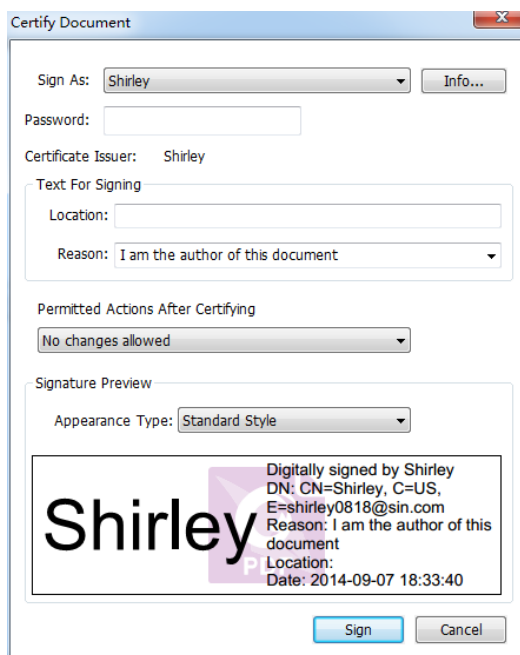 Certify Document
Sign As: Shirley Info...
Password:
Certificate Issuer: Shirley
Text For Signing
Location:
Reason: I am the author of this document
Permitted Actions After Certifying
No changes allowed
Signature Preview
Appearance Type: Standard Style
Shirley
Digitally signed by Shirley
DN: CN=Shirley, C=US,
E=shirley0818@sin.com
Reason: I am the author of this
document
Location:
Date: 2014-09-07 18:33:40
PDF
Sign Cancel